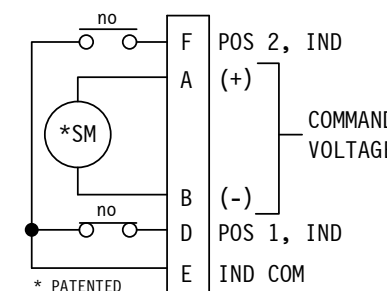 no
F POS 2, IND
A (+)
*SM
COMMAND
VOLTAGE
B (-)
no
D POS 1, IND
E IND COM
* PATENTED